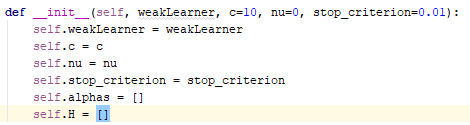 def __init__(self, weakLearner, c=10, nu=0, stop_criterion=0.01):
    self.weakLearner = weakLearner
    self.c = c
    self.nu = nu
    self.stop_criterion = stop_criterion
    self.alphas = []
    self.H = []